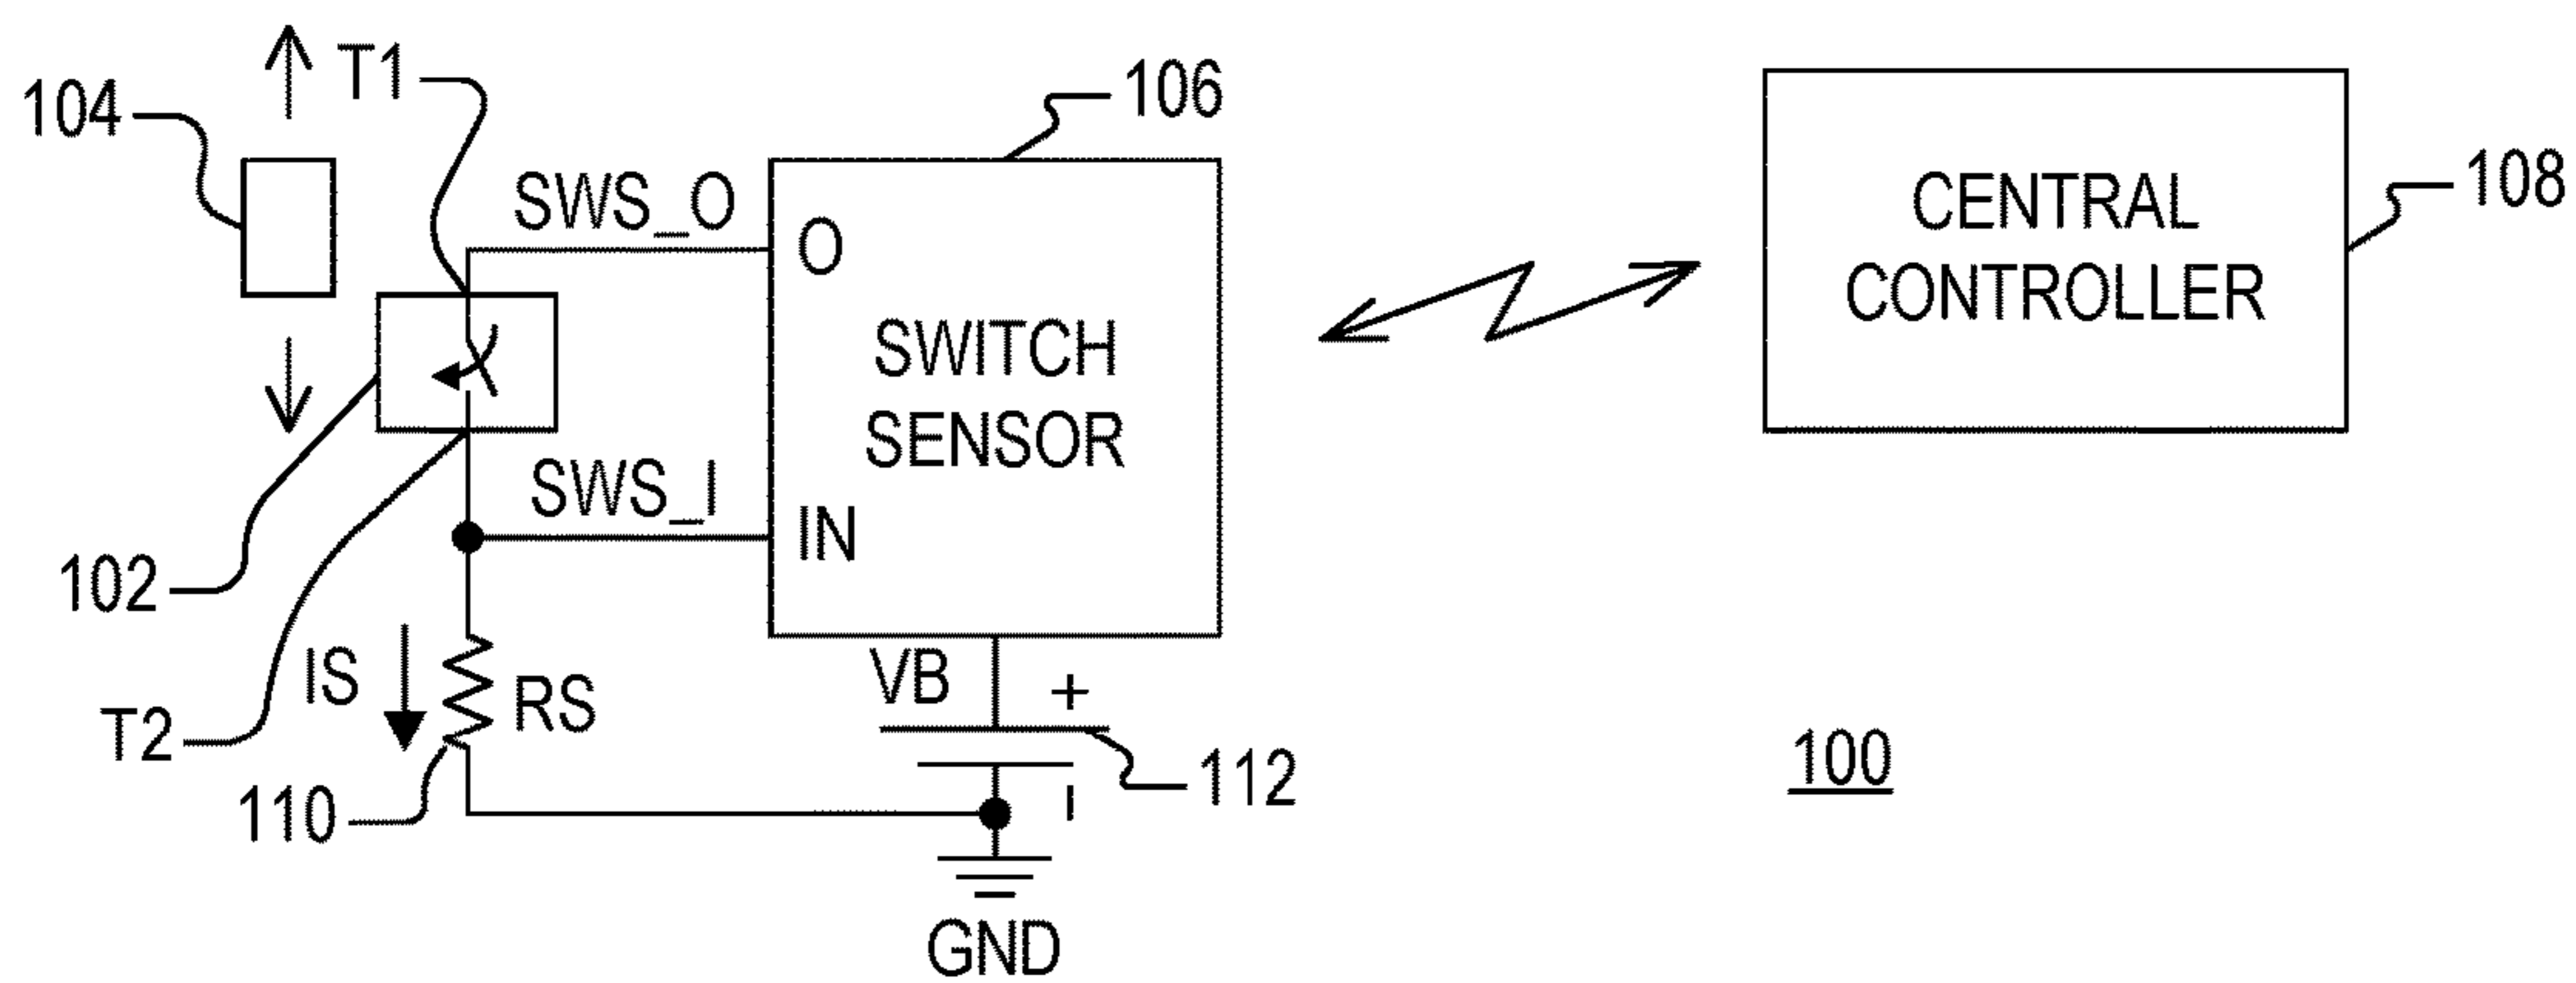 104
T1
106
SWS_O
O
CENTRAL
CONTROLLER
108
SWITCH
SENSOR
SWS_I
IN
102
IS
RS
VB
+
T2
112
100
110
-
GND